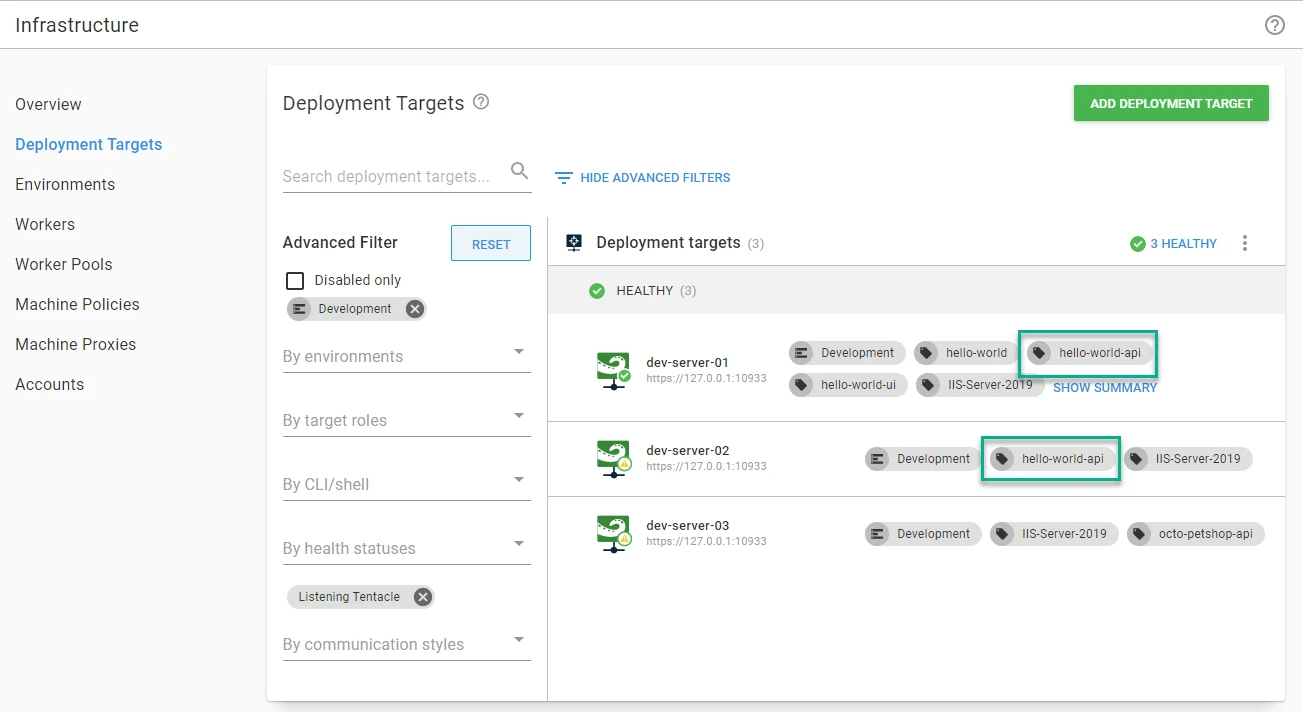 Infrastructure
Overview
Deployment Targets
Environments
Workers
Worker Pools
Machine Policies
Machine Proxies
Accounts
Deployment Targets
ADD DEPLOYMENT TARGET
Search deployment targets...
HIDE ADVANCED FILTERS
Advanced Filter
RESET
Disabled only
Development
By environments
By target roles
By CLI/shell
By health statuses
Listening Tentacle
By communication styles
Deployment targets (3)
3 HEALTHY
HEALTHY (3)
dev-server-01
https://127.0.0.1:10933
Development hello-world hello-world-api
hello-world-ui IIS-Server-2019 SHOW SUMMARY
dev-server-02
https://127.0.0.1:10933
Development hello-world-api IIS-Server-2019
dev-server-03
https://127.0.0.1:10933
Development IIS-Server-2019 octo-petshop-api